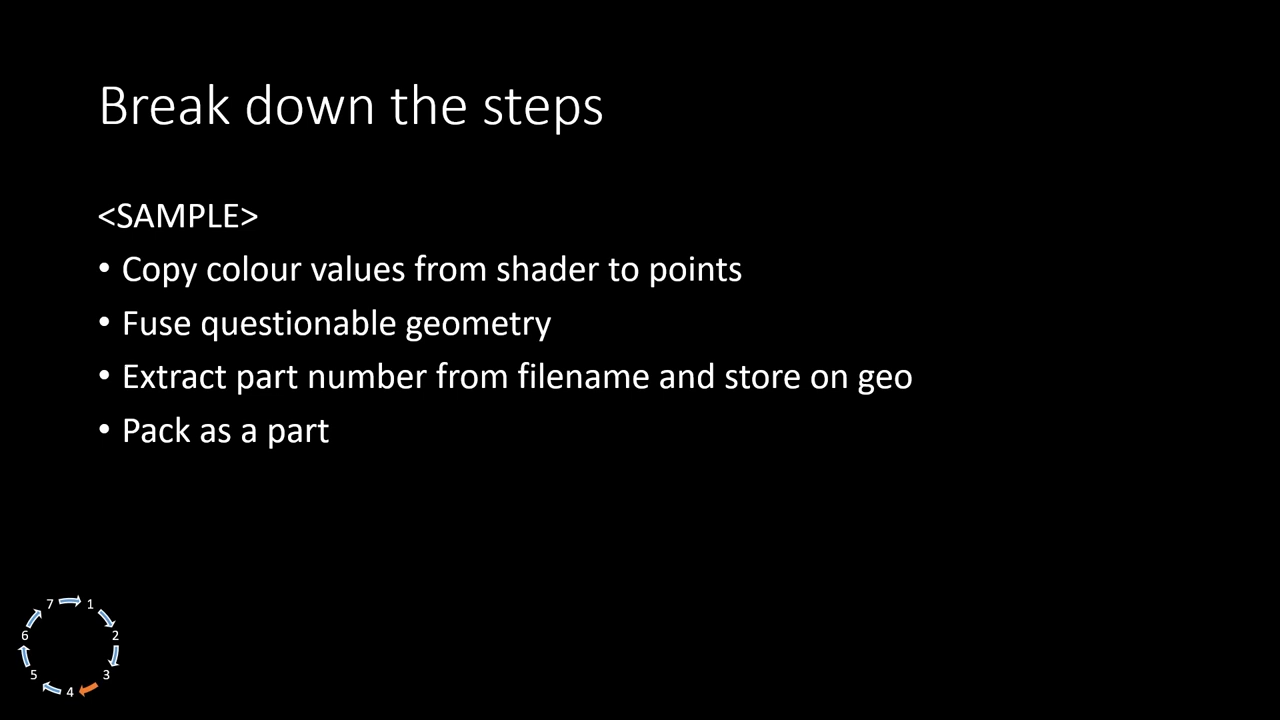 Break down the steps
<SAMPLE>
• Copy colour values from shader to points
• Fuse questionable geometry
• Extract part number from filename and store on geo
• Pack as a part
7 1
6 2
5 3
4